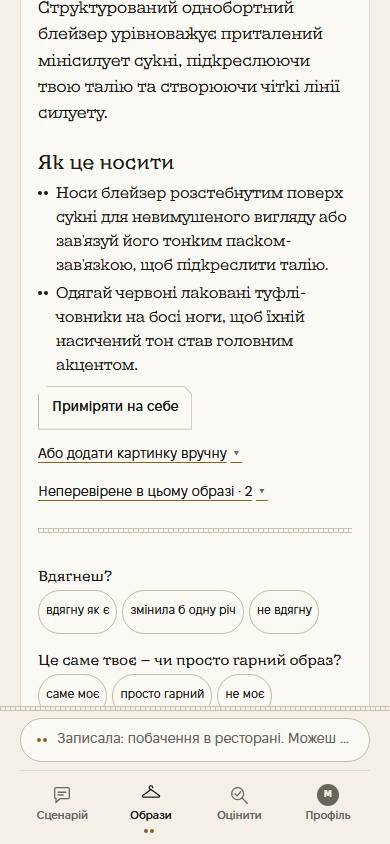 Структурований однобортний
блейзер урівноважує приталений
мінісилует сукні, підкреслюючи
твою талію та створюючи чіткі лінії
силуету.
Як це носити
Носи блейзер розстебнутим поверх
сукні для невимушеного вигляду або
зав'язуй його тонким паском-
зав'язкою, щоб підкреслити талію.
Одягай червоні лаковані туфлі-
човники на босі ноги, щоб їхній
насичений тон став головним
акцентом.
Приміряти на себе
Або додати картинку вручну ▾
Неперевірене в цьому образі · 2 ▾
Вдягнеш?
вдягну як є змінила б одну річ не вдягну
Це саме твоє — чи просто гарний образ?
саме моє просто гарний не моє
Записала: побачення в ресторані. Можеш ...
М
Сценарій Образи Оцінити Профіль